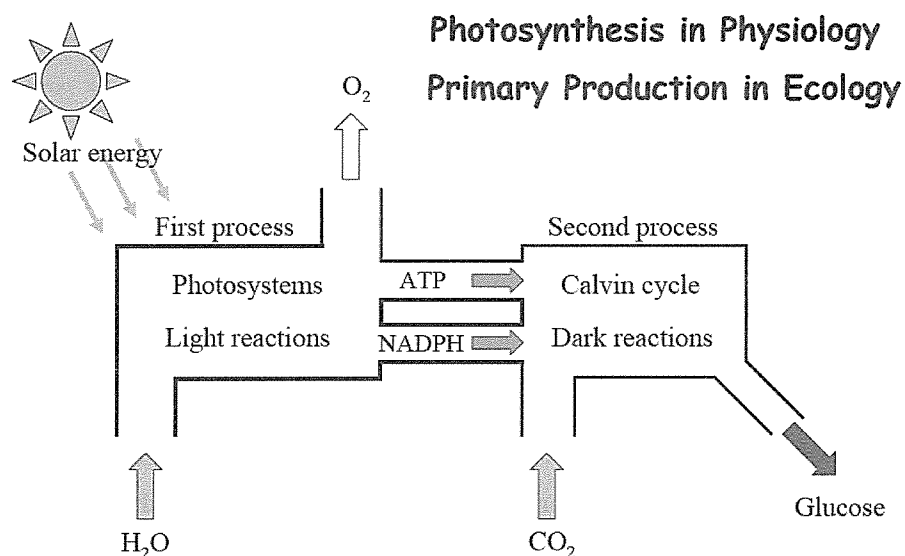 Photosynthesis in Physiology
Primary Production in Ecology
O₂
Solar energy
First process
Second process
Photosystems
ATP
Calvin cycle
Light reactions
NADPH
Dark reactions
Glucose
H₂O
CO₂